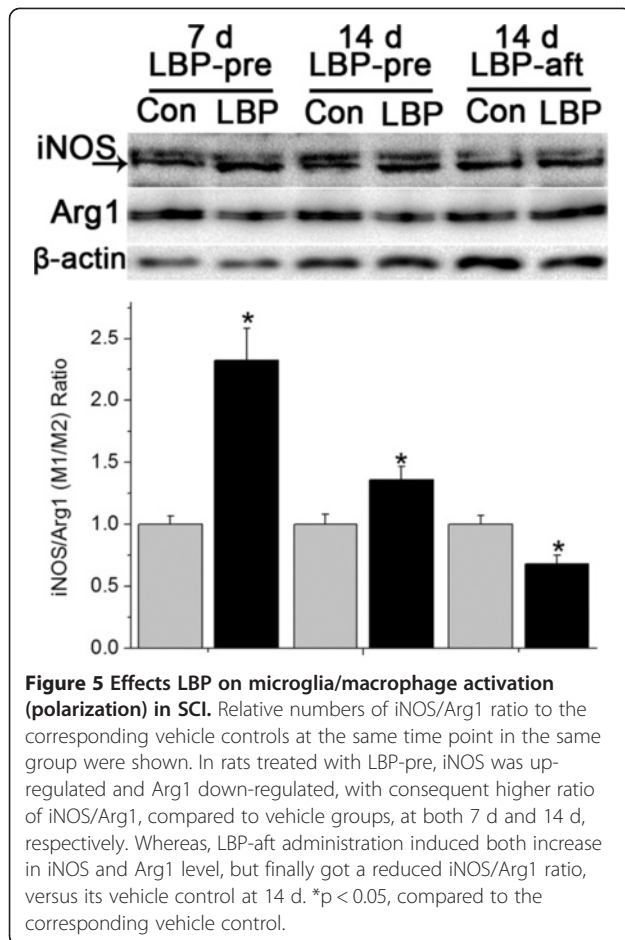 7 d 14 d 14 d
LBP-pre LBP-pre LBP-aft
Con LBP Con LBP Con LBP
iNOS
Arg1
β-actin
2.5
2.0
1.5
1.0
0.5
0.0
iNOS/Arg1 (M1/M2) Ratio
*
*
*
Figure 5 Effects LBP on microglia/macrophage activation
(polarization) in SCI. Relative numbers of iNOS/Arg1 ratio to the
corresponding vehicle controls at the same time point in the same
group were shown. In rats treated with LBP-pre, iNOS was up-
regulated and Arg1 down-regulated, with consequent higher ratio
of iNOS/Arg1, compared to vehicle groups, at both 7 d and 14 d,
respectively. Whereas, LBP-aft administration induced both increase
in iNOS and Arg1 level, but finally got a reduced iNOS/Arg1 ratio,
versus its vehicle control at 14 d. *p < 0.05, compared to the
corresponding vehicle control.